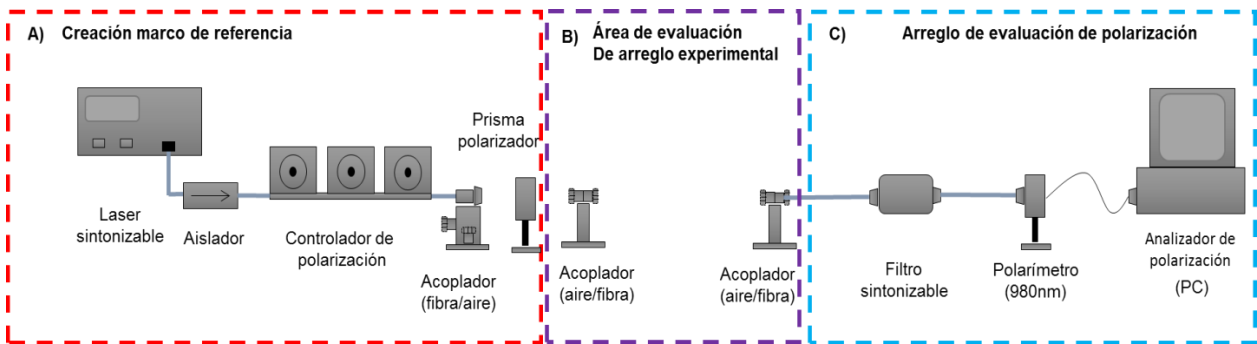 A) Creación marco de referencia
Laser
sintonizable
Aislador
Controlador de
polarización
Prisma
polarizador
Acoplador
(fibra/aire)
B) Área de evaluación
De arreglo experimental
Acoplador
(aire/fibra)
Acoplador
(aire/fibra)
C) Arreglo de evaluación de polarización
Filtro
sintonizable
Polarímetro
(980nm)
Analizador de
polarización
(PC)